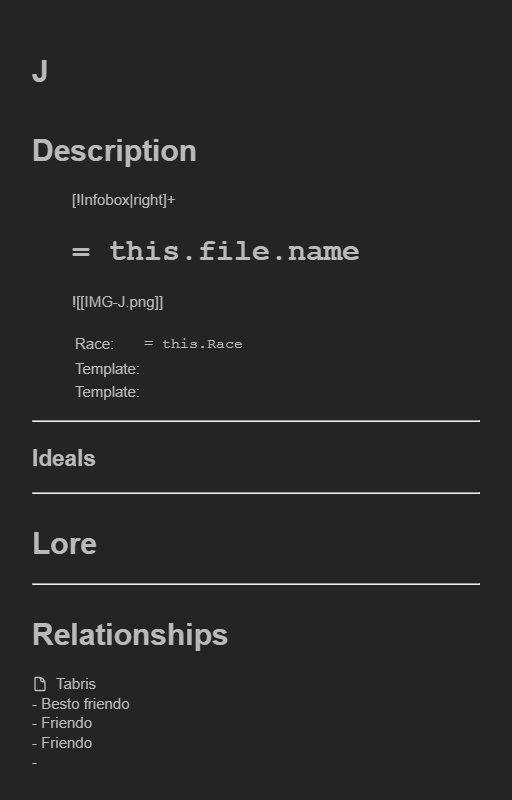 J
Description
[!Infobox|right]+
= this.file.name
![[IMG-J.png]]
Race: = this.Race
Template:
Template:
Ideals
Lore
Relationships
Tabris
- Besto friendo
- Friendo
- Friendo
-